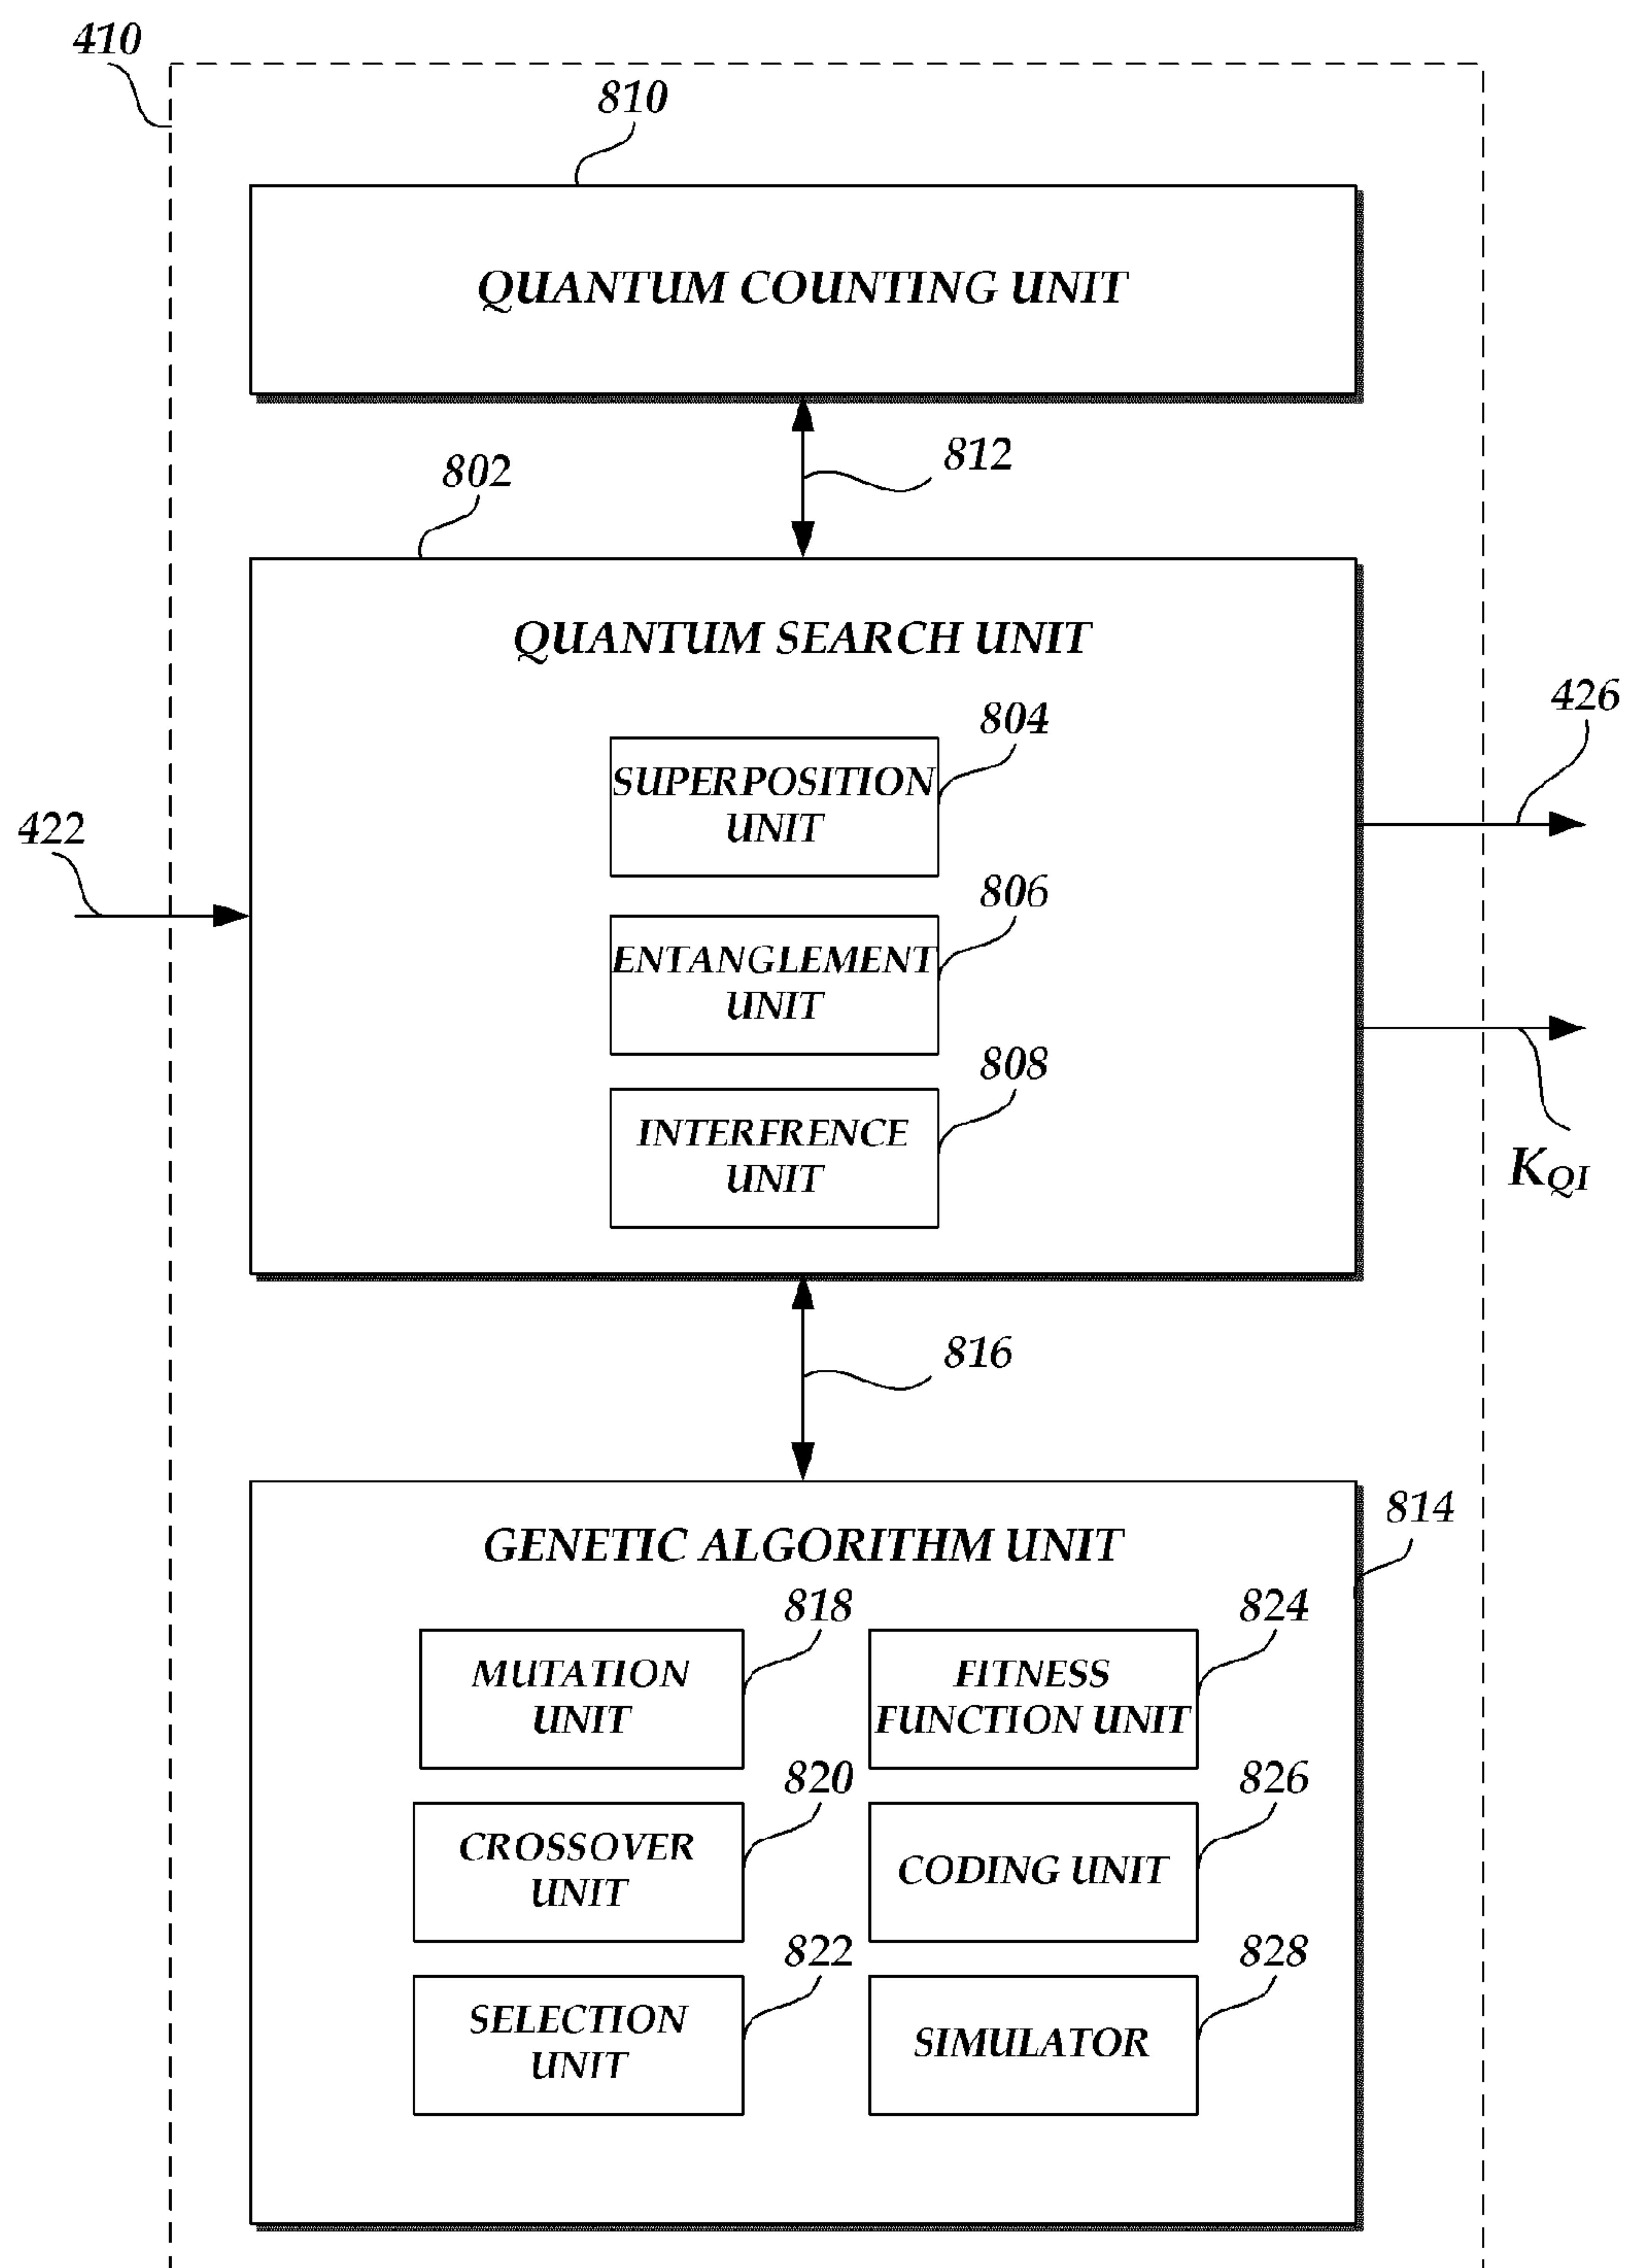 410
810
QUANTUM COUNTING UNIT
812
802
QUANTUM SEARCH UNIT
804
SUPERPOSITION
UNIT
426
422
806
ENTANGLEMENT
UNIT
808
INTERFRENCE
UNIT
KQI
816
814
GENETIC ALGORITHM UNIT
818
MUTATION
UNIT
824
FITNESS
FUNCTION UNIT
820
CROSSOVER
UNIT
826
CODING UNIT
822
SELECTION
UNIT
828
SIMULATOR